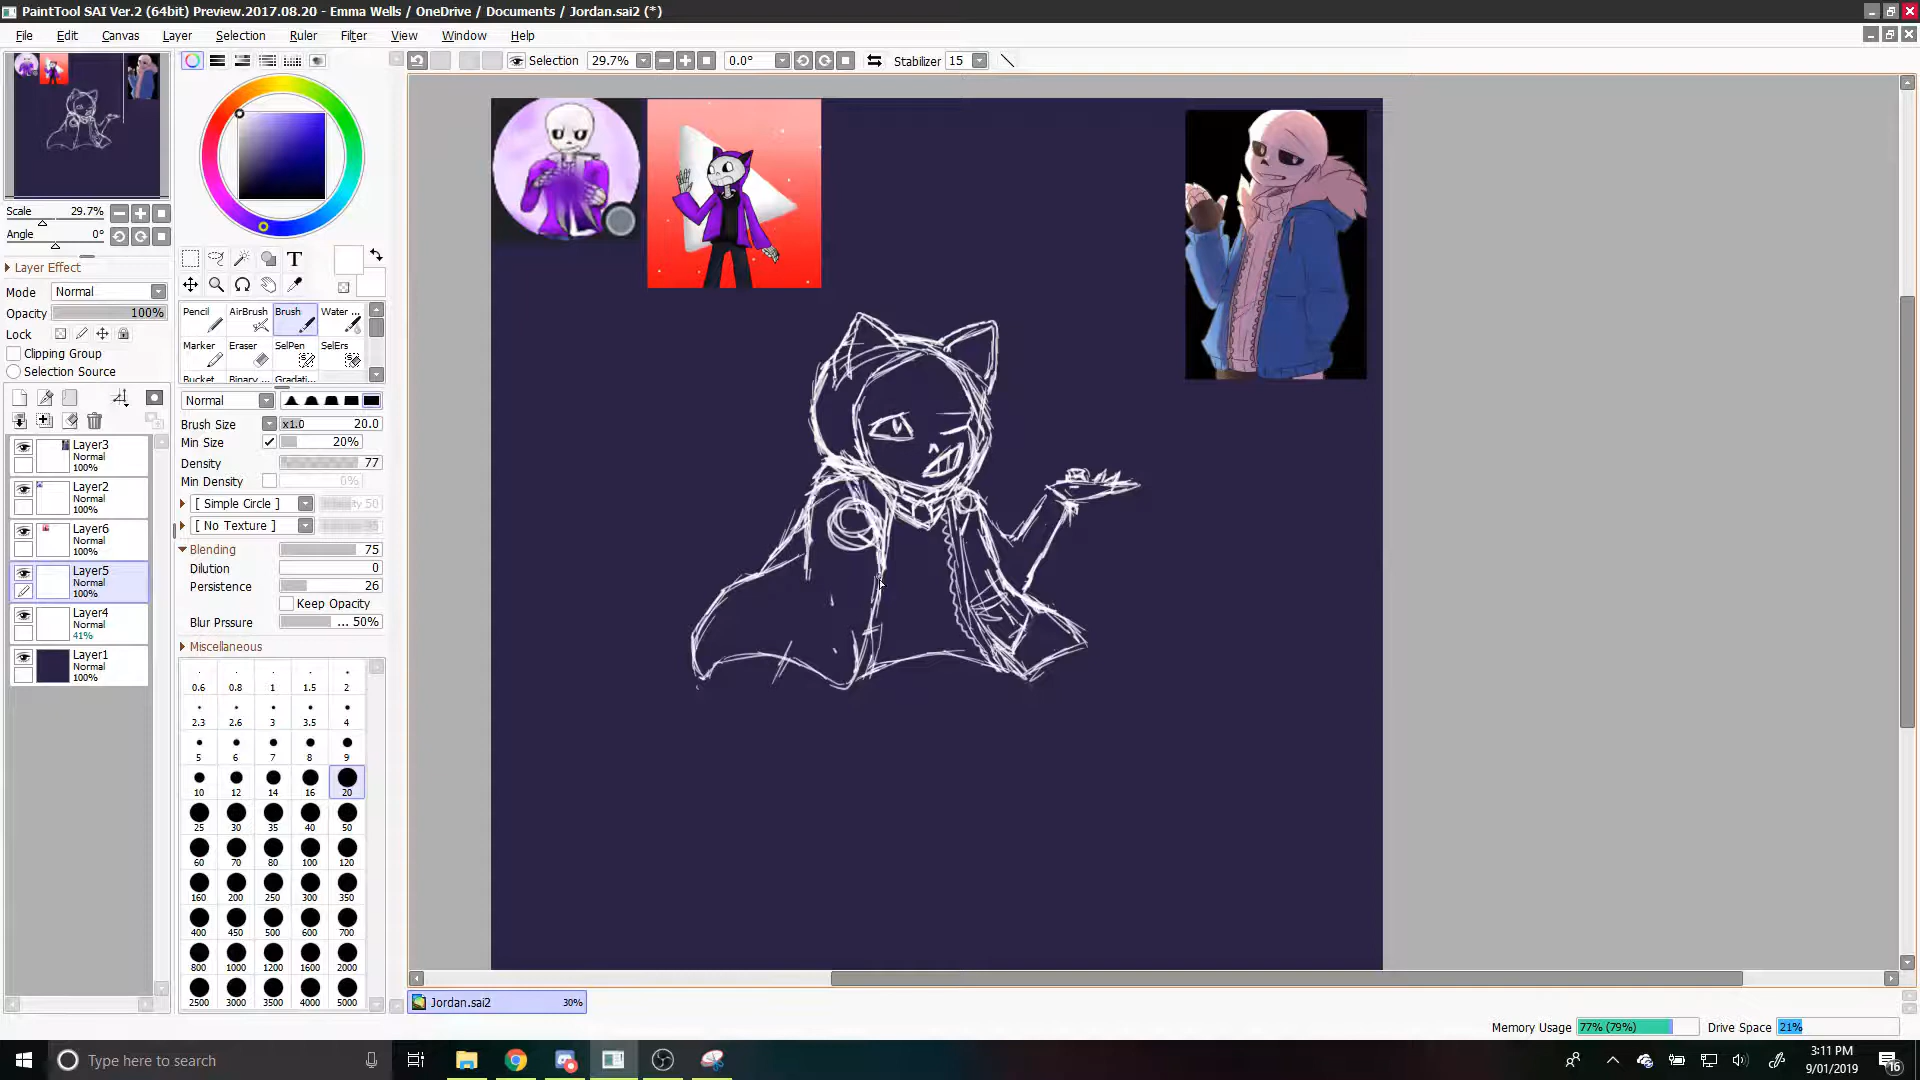 PaintTool SAI Ver.2 (64bit) Preview.2017.08.20 - Emma Wells / OneDrive / Documents / Jordan.sai2 (*)
File Edit Canvas Layer Selection Ruler Filter View Window Help
Selection 29.7% 0.0° Stabilizer 15
Scale 29.7%
Angle 0°
Layer Effect
Mode Normal
Opacity 100%
Lock
Clipping Group
Selection Source
Layer3
Normal
100%
Layer2
Normal
100%
Layer6
Normal
100%
Layer5
Normal
100%
Layer4
Normal
41%
Layer1
Normal
100%
T
Pencil AirBrush Brush Water ...
Marker Eraser SelPen SelErs
Bucket Binary... Gradati...
Normal
Brush Size x1.0 20.0
Min Size 20%
Density 77
Min Density 0%
[ Simple Circle ] 50
[ No Texture ]
Blending 75
Dilution 0
Persistence 26
Keep Opacity
Blur Prssure ... 50%
Miscellaneous
0.6 0.8 1 1.5 2
2.3 2.6 3 3.5 4
5 6 7 8 9
10 12 14 16 20
25 30 35 40 50
60 70 80 100 120
160 200 250 300 350
400 450 500 600 700
800 1000 1200 1600 2000
2500 3000 3500 4000 5000
Jordan.sai2 30%
Memory Usage 77% (79%) Drive Space 21%
Type here to search
3:11 PM
9/01/2019
16